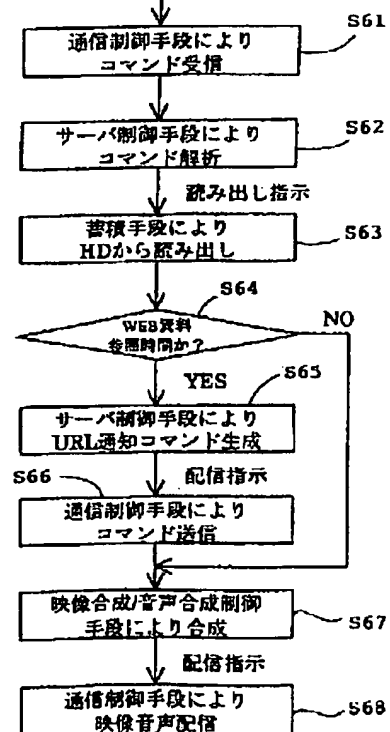 通信制御手段により
コマンド受信
S61
サーバ制御手段により
コマンド解析
S62
読み出し指示
蓄積手段により
HDから読み出し
S63
S64
WEB資料
参照時間か?
NO
YES
S65
サーバ制御手段により
URL通知コマンド生成
S66
配信指示
通信制御手段により
コマンド送信
映像合成/音声合成制御
手段により合成
S67
配信指示
通信制御手段により
映像音声配信
S68